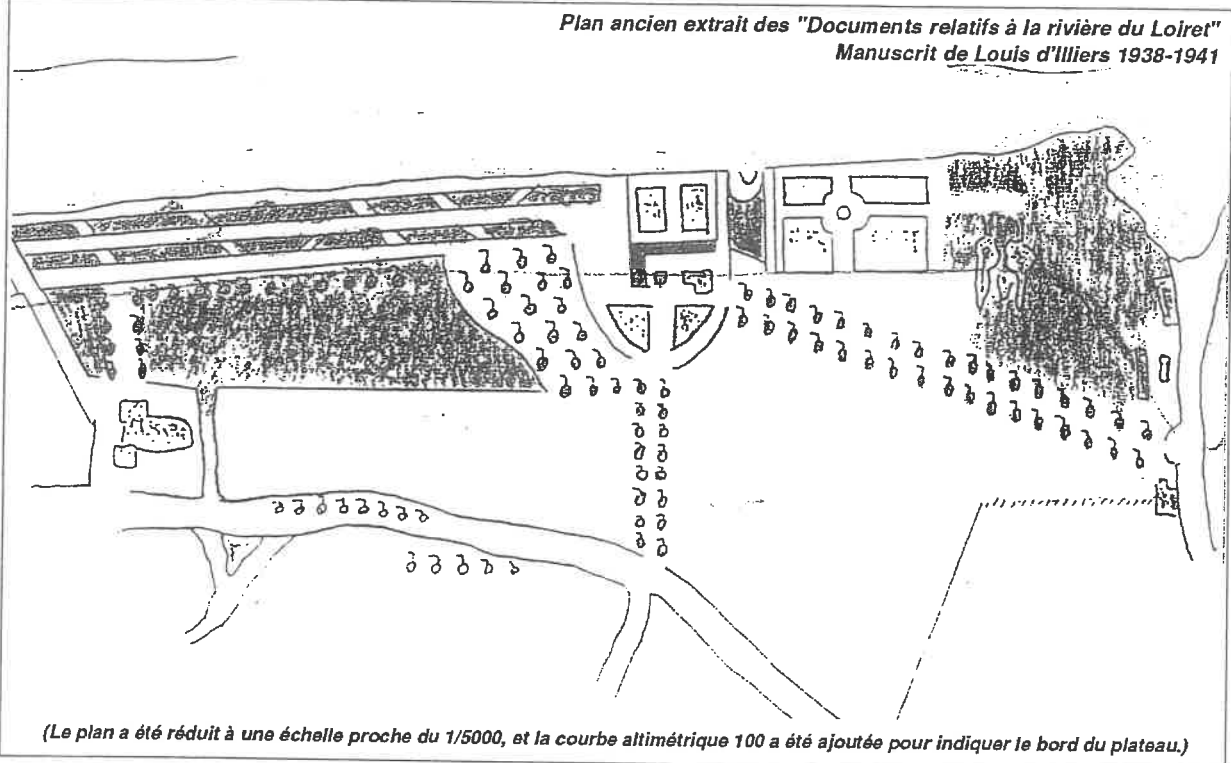 Plan ancien extrait des "Documents relatifs à la rivière du Loiret"
Manuscrit de Louis d'Illiers 1938-1941
(Le plan a été réduit à une échelle proche du 1/5000, et la courbe altimétrique 100 a été ajoutée pour indiquer le bord du plateau.)